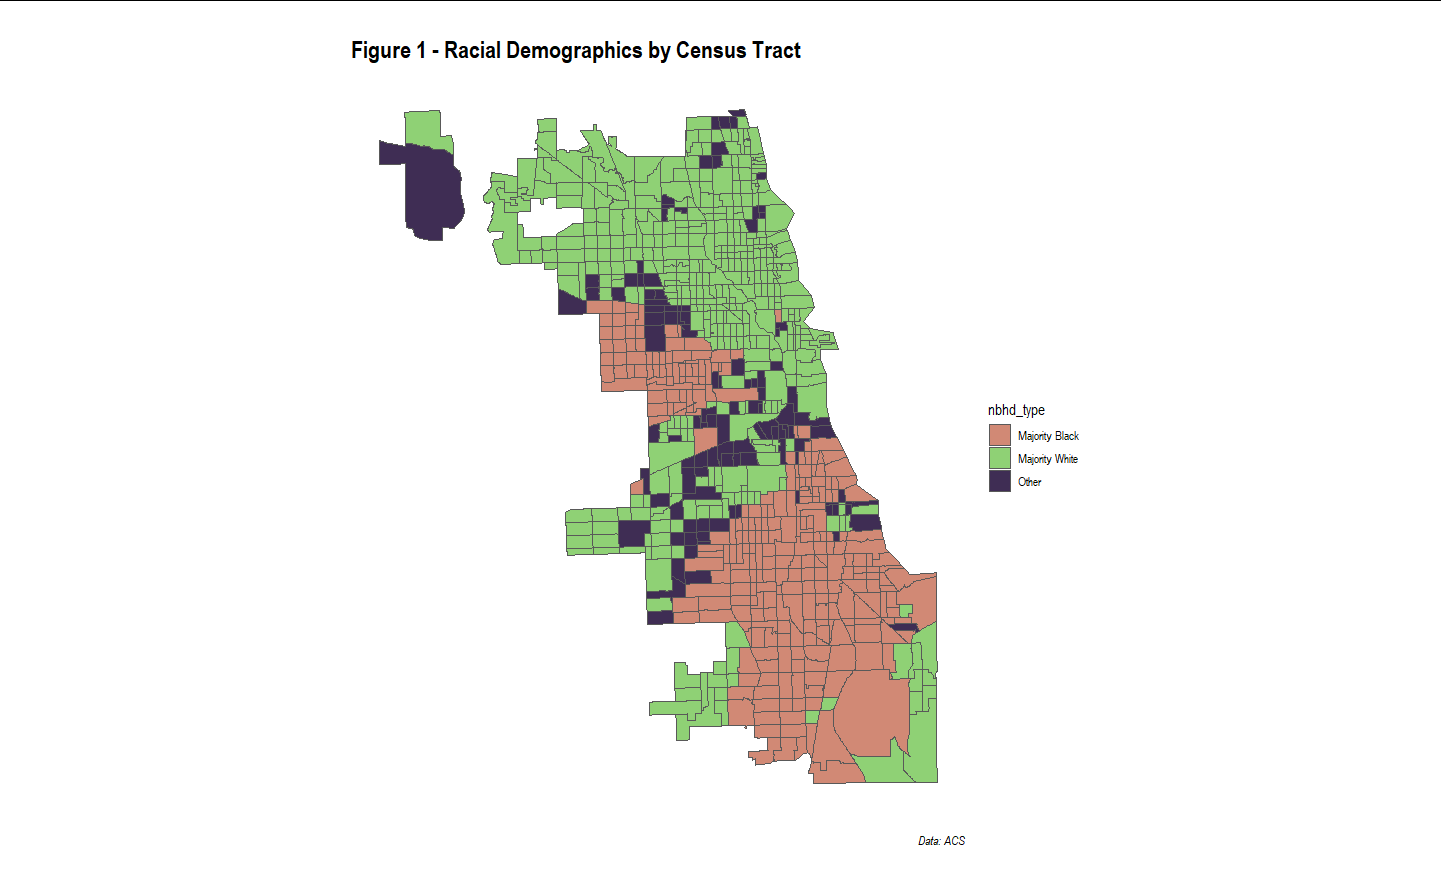 Figure 1 - Racial Demographics by Census Tract
nbhd_type
Majority Black
Majority White
Other
Data: ACS